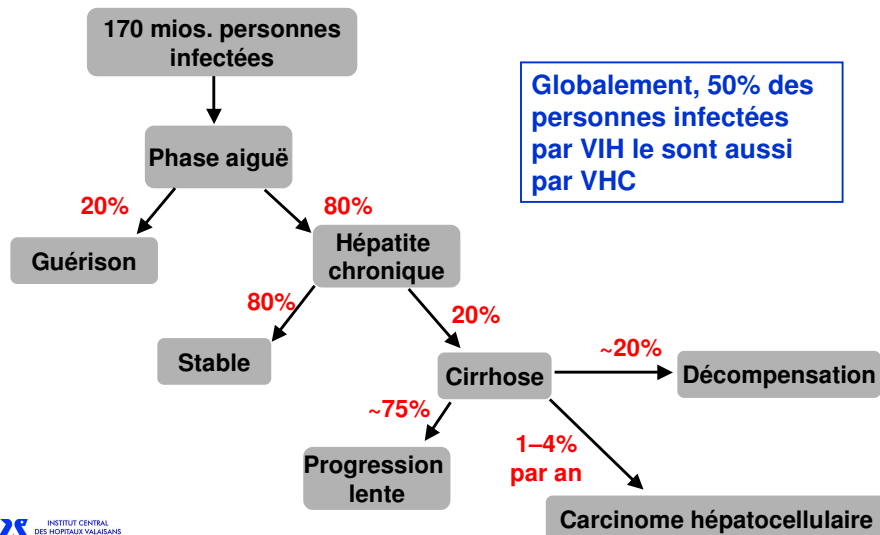 170 mios. personnes
infectées
Globalement, 50% des
personnes infectées
par VIH le sont aussi
par VHC
Phase aiguë
20%
80%
Guérison
Hépatite
chronique
80%
20%
Stable
Cirrhose
~20%
Décompensation
~75%
1–4%
par an
Progression
lente
Carcinome hépatocellulaire
INSTITUT CENTRAL
DES HOPITAUX VALAISANS